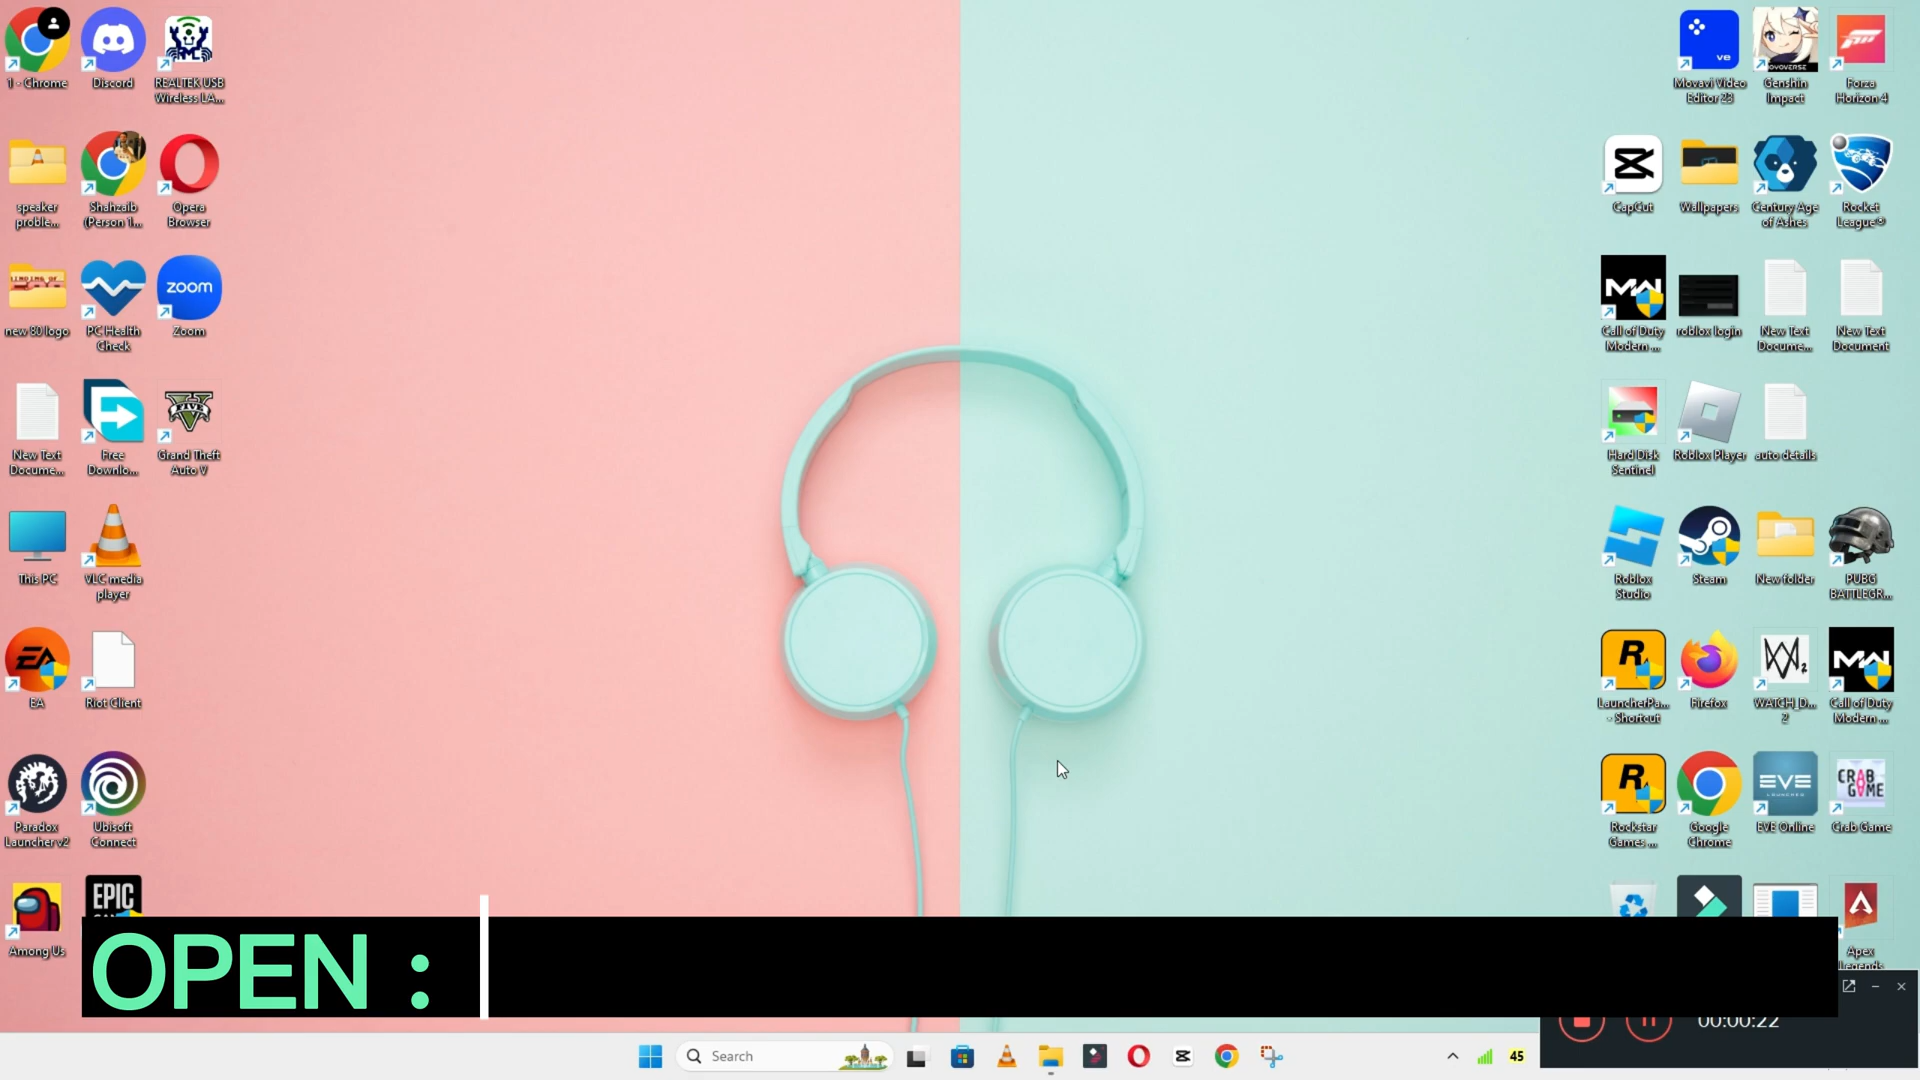 1 - Chrome
Discord
REALTEK USB
Wireless LA...
speaker
proble...
Shahzaib
(Person 1...
Opera
Browser
new 80 logo
PC Health
Check
zoom
Zoom
New Text
Docume...
Free
Downlo...
FIVE
Grand Theft
Auto V
This PC
VLC media
player
EA
EA
Riot Client
Paradox
Launcher v2
Ubisoft
Connect
EPIC
Among Us
ve
Movavi Video
Editor 23
Genshin
Impact
Forza
Horizon 4
CapCut
Wallpapers
Century Age
of Ashes
Rocket
League®
Call of Duty
Modern ...
roblox login
New Text
Docume...
New Text
Document
Hard Disk
Sentinel
Roblox Player
auto details
Roblox
Studio
Steam
New folder
PUBG
BATTLEGR...
LauncherPa...
- Shortcut
Firefox
WATCH_D...
2
Call of Duty
Modern ...
EVE
CRAB
GAME
Rockstar
Games ...
Google
Chrome
EVE Online
Crab Game
Apex
Legends
OPEN :
00:00:22
Search
45